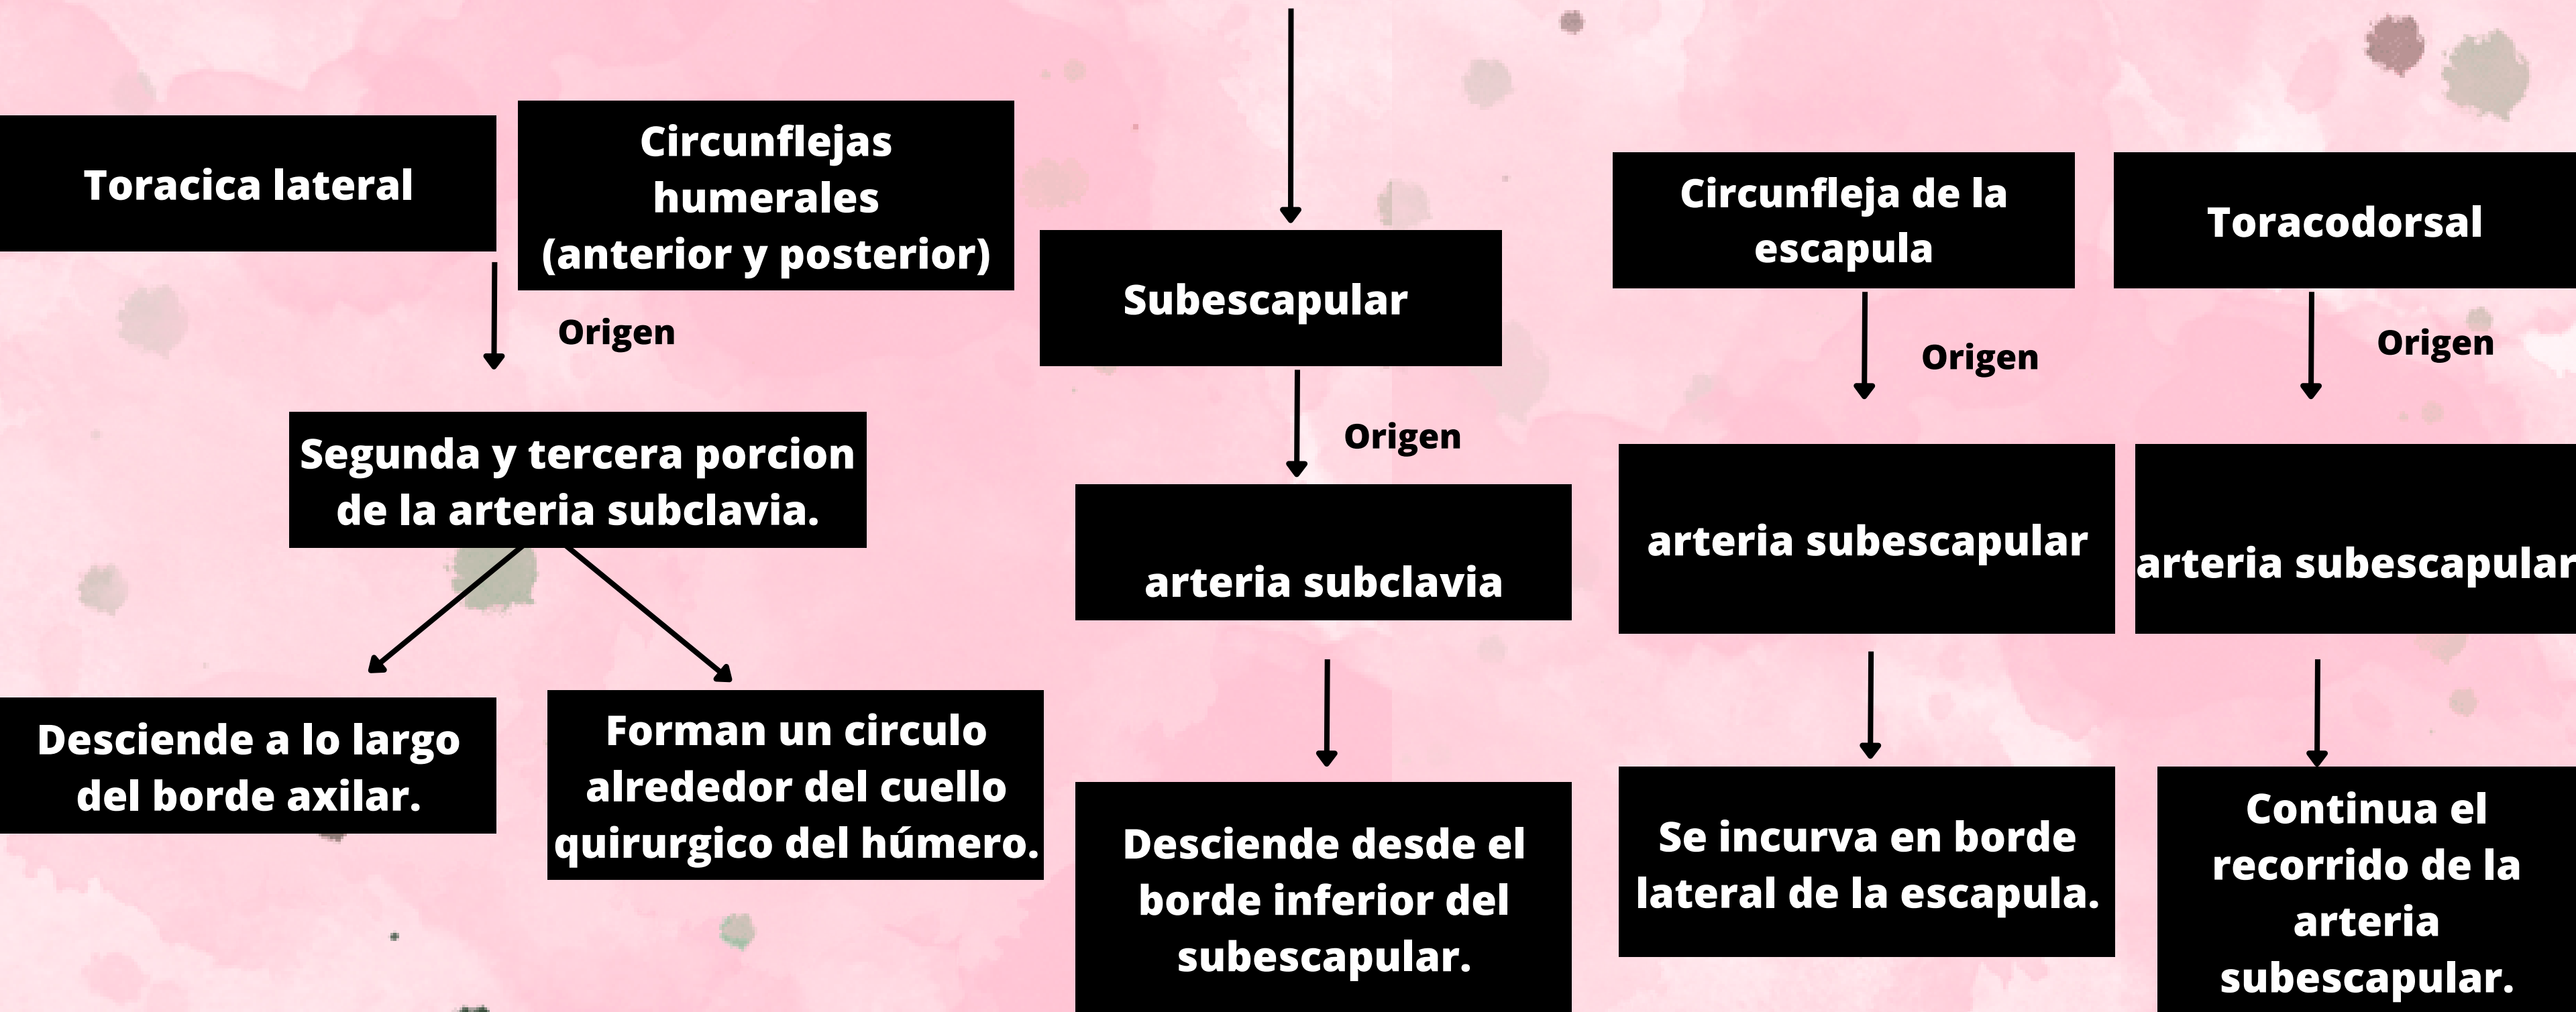 Toracica lateral
Circunflejas
humerales
(anterior y posterior)
Origen
Segunda y tercera porcion
de la arteria subclavia.
Desciende a lo largo
del borde axilar.
Forman un circulo
alrededor del cuello
quirurgico del húmero.
Subescapular
Origen
arteria subclavia
Desciende desde el
borde inferior del
subescapular.
Circunfleja de la
escapula
Origen
arteria subescapular
Se incurva en borde
lateral de la escapula.
Toracodorsal
Origen
arteria subescapular
Continua el
recorrido de la
arteria
subescapular.